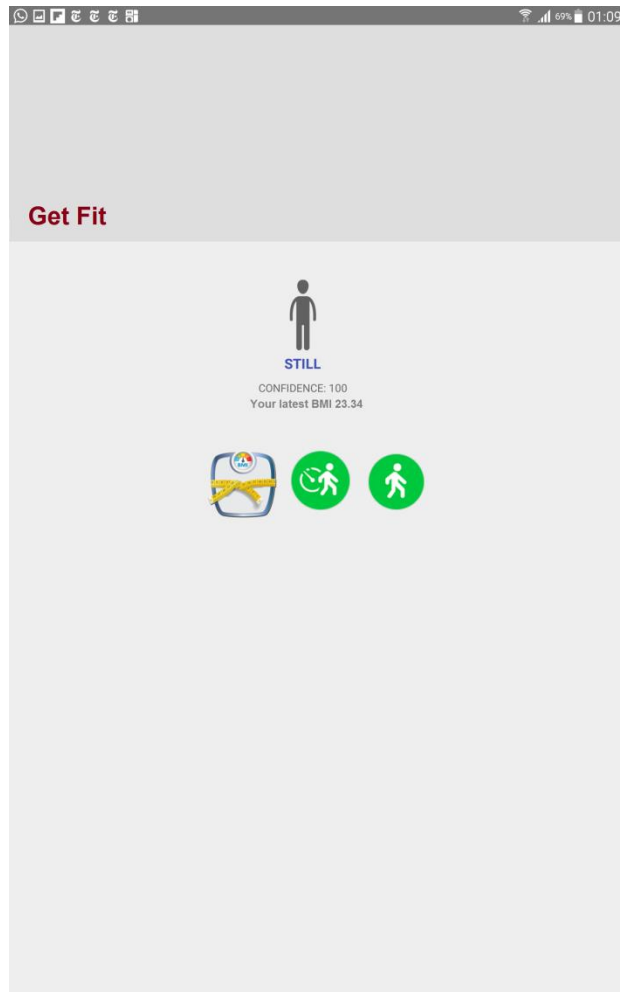 69% 01:09
Get Fit
STILL
CONFIDENCE: 100
Your latest BMI 23.34
BMI